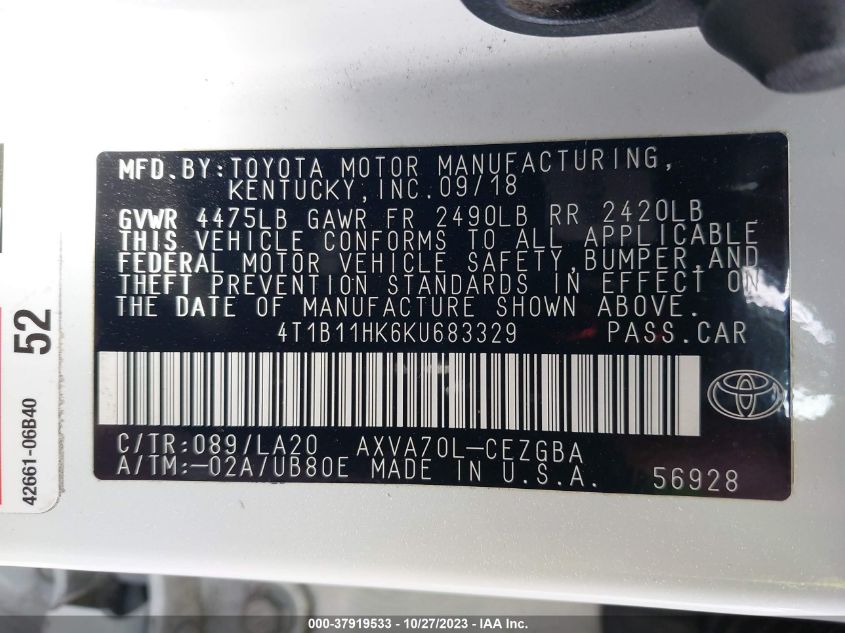 MFD.BY:TOYOTA MOTOR MANUFACTURING,
KENTUCKY,INC.09/18
GVWR 4475LB GAWR FR 2490LB RR 2420LB
THIS VEHICLE CONFORMS TO ALL APPLICABLE
FEDERAL MOTOR VEHICLE SAFETY,BUMPER,AND
THEFT PREVENTION STANDARDS IN EFFECT ON
THE DATE OF MANUFACTURE SHOWN ABOVE.
4T1B11HK6KU683329 PASS.CAR
C/TR:089/LA20 AXVA70L-CEZGBA
A/TM:-02A/UB80E MADE IN U.S.A. 56928
52
42661-06B40
000-37919533 - 10/27/2023 - IAA Inc.